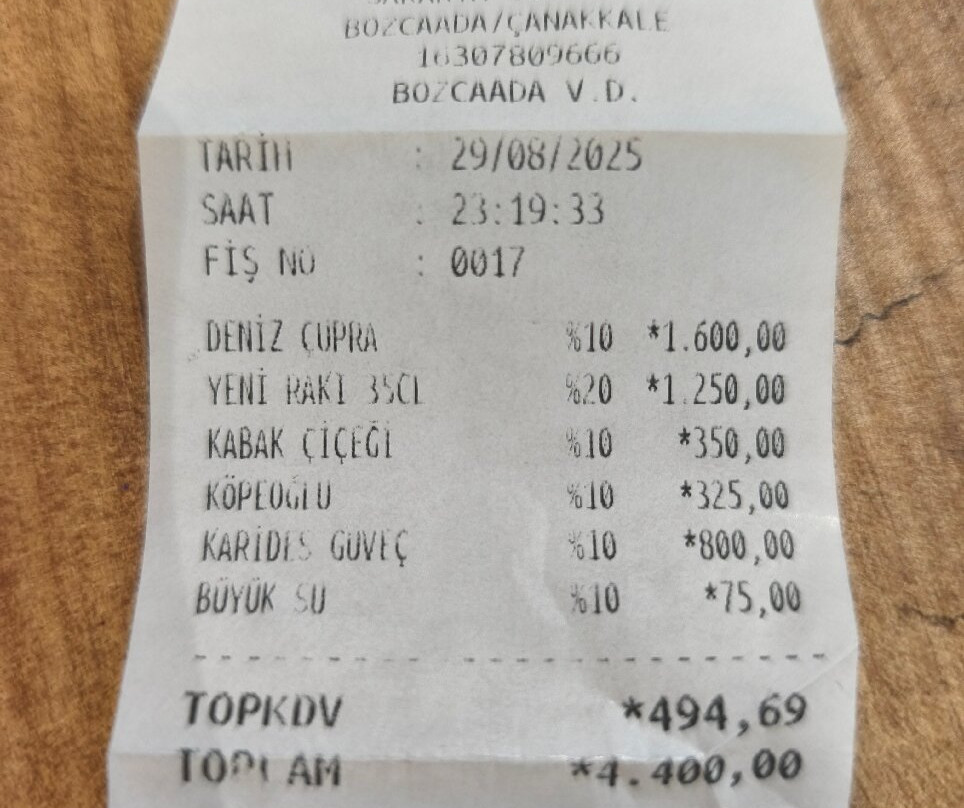 BOZCAADA/ÇANAKKALE
16307809666
BOZCAADA V.D.
TARİH : 29/08/2025
SAAT : 23:19:33
FİŞ NO : 0017
DENİZ ÇUPRA %10 *1.600,00
YENİ RAKI 35CL %20 *1.250,00
KABAK ÇİÇEĞİ %10 *350,00
KÖPEOĞLU %10 *325,00
KARİDES GÜVEÇ %10 *800,00
BÜYÜK SU %10 *75,00
TOPKDV *494,69
TOPLAM *4.400,00